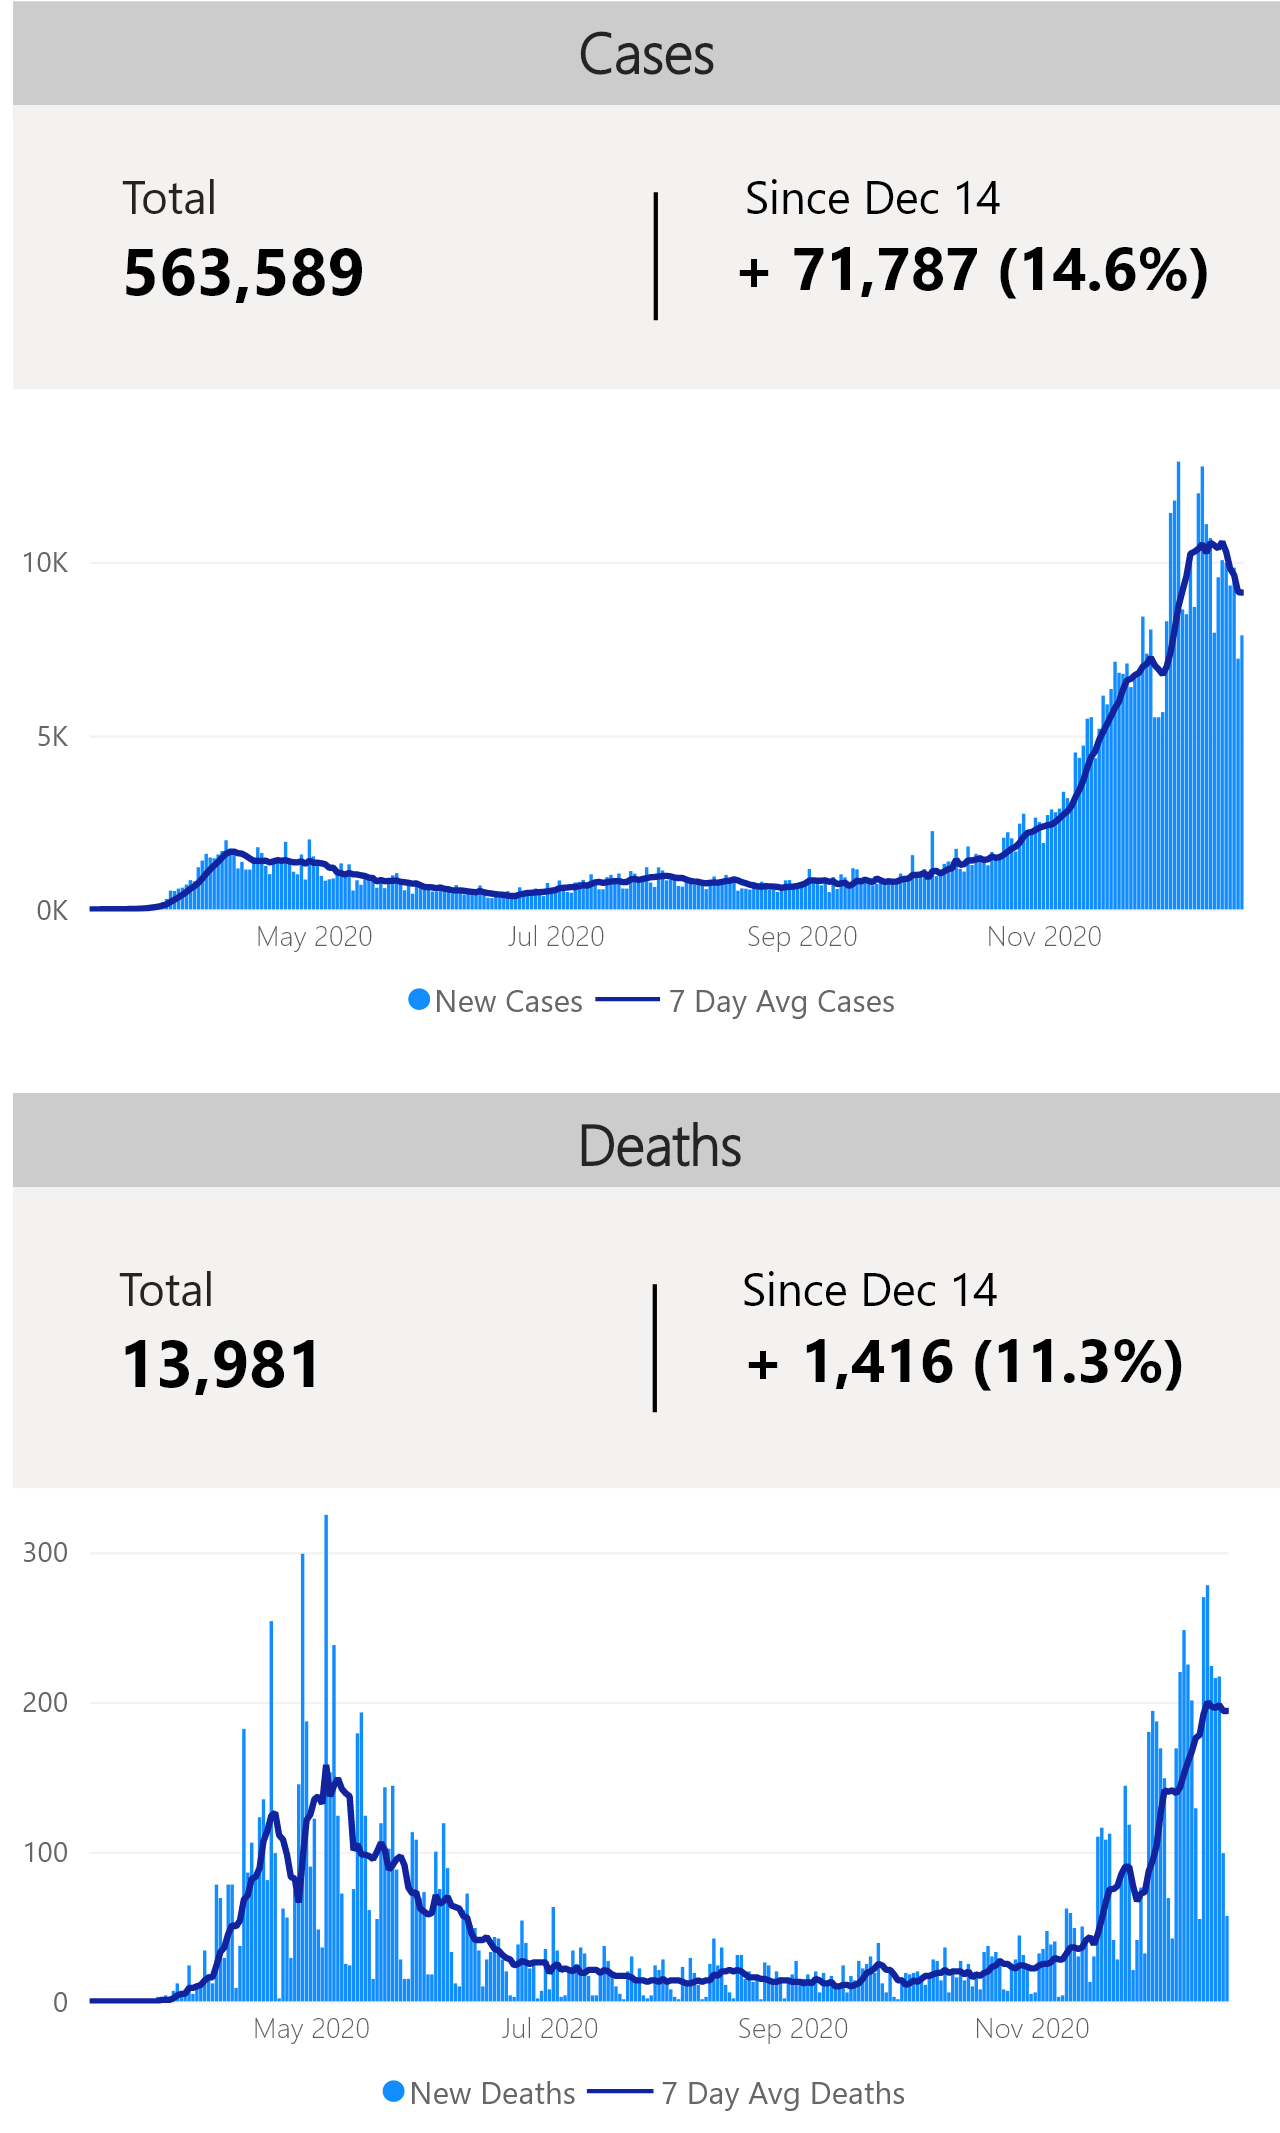 Cases
Total
Since Dec 14
563,589
+ 71,787 (14.6%)
10K
5K
0K
May 2020
Jul 2020
Sep 2020
Nov 2020
New Cases
7 Day Avg Cases
Deaths
Total
Since Dec 14
13,981
+ 1,416 (11.3%)
300
200
100
0
May 2020
Jul 2020
Sep 2020
Nov 2020
New Deaths
7 Day Avg Deaths